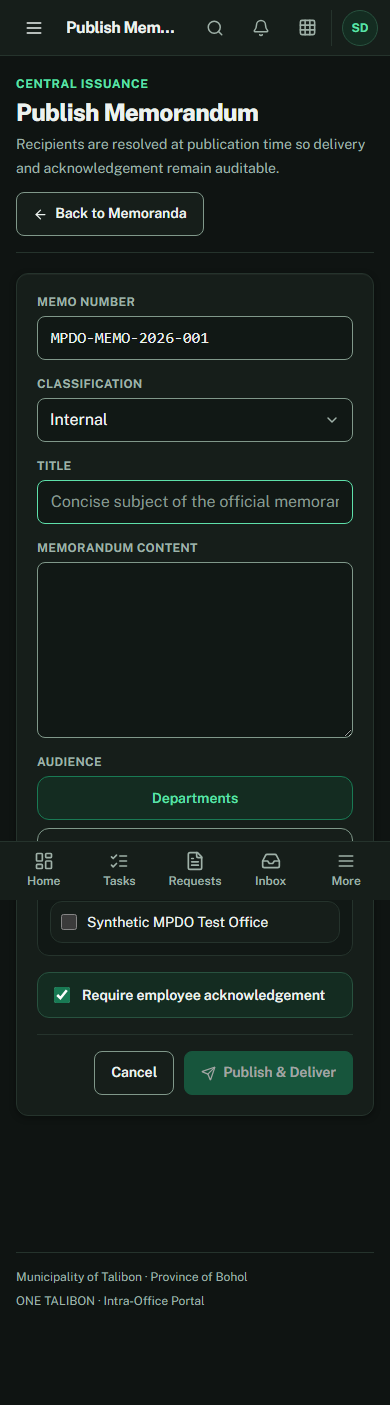 Publish Mem...
SD
CENTRAL ISSUANCE
Publish Memorandum
Recipients are resolved at publication time so delivery
and acknowledgement remain auditable.
Back to Memoranda
MEMO NUMBER
MPDO-MEMO-2026-001
CLASSIFICATION
Internal
TITLE
Concise subject of the official memorar
MEMORANDUM CONTENT
AUDIENCE
Departments
Home
Tasks
Requests
Inbox
More
Synthetic MPDO Test Office
Require employee acknowledgement
Cancel
Publish & Deliver
Municipality of Talibon · Province of Bohol
ONE TALIBON · Intra-Office Portal